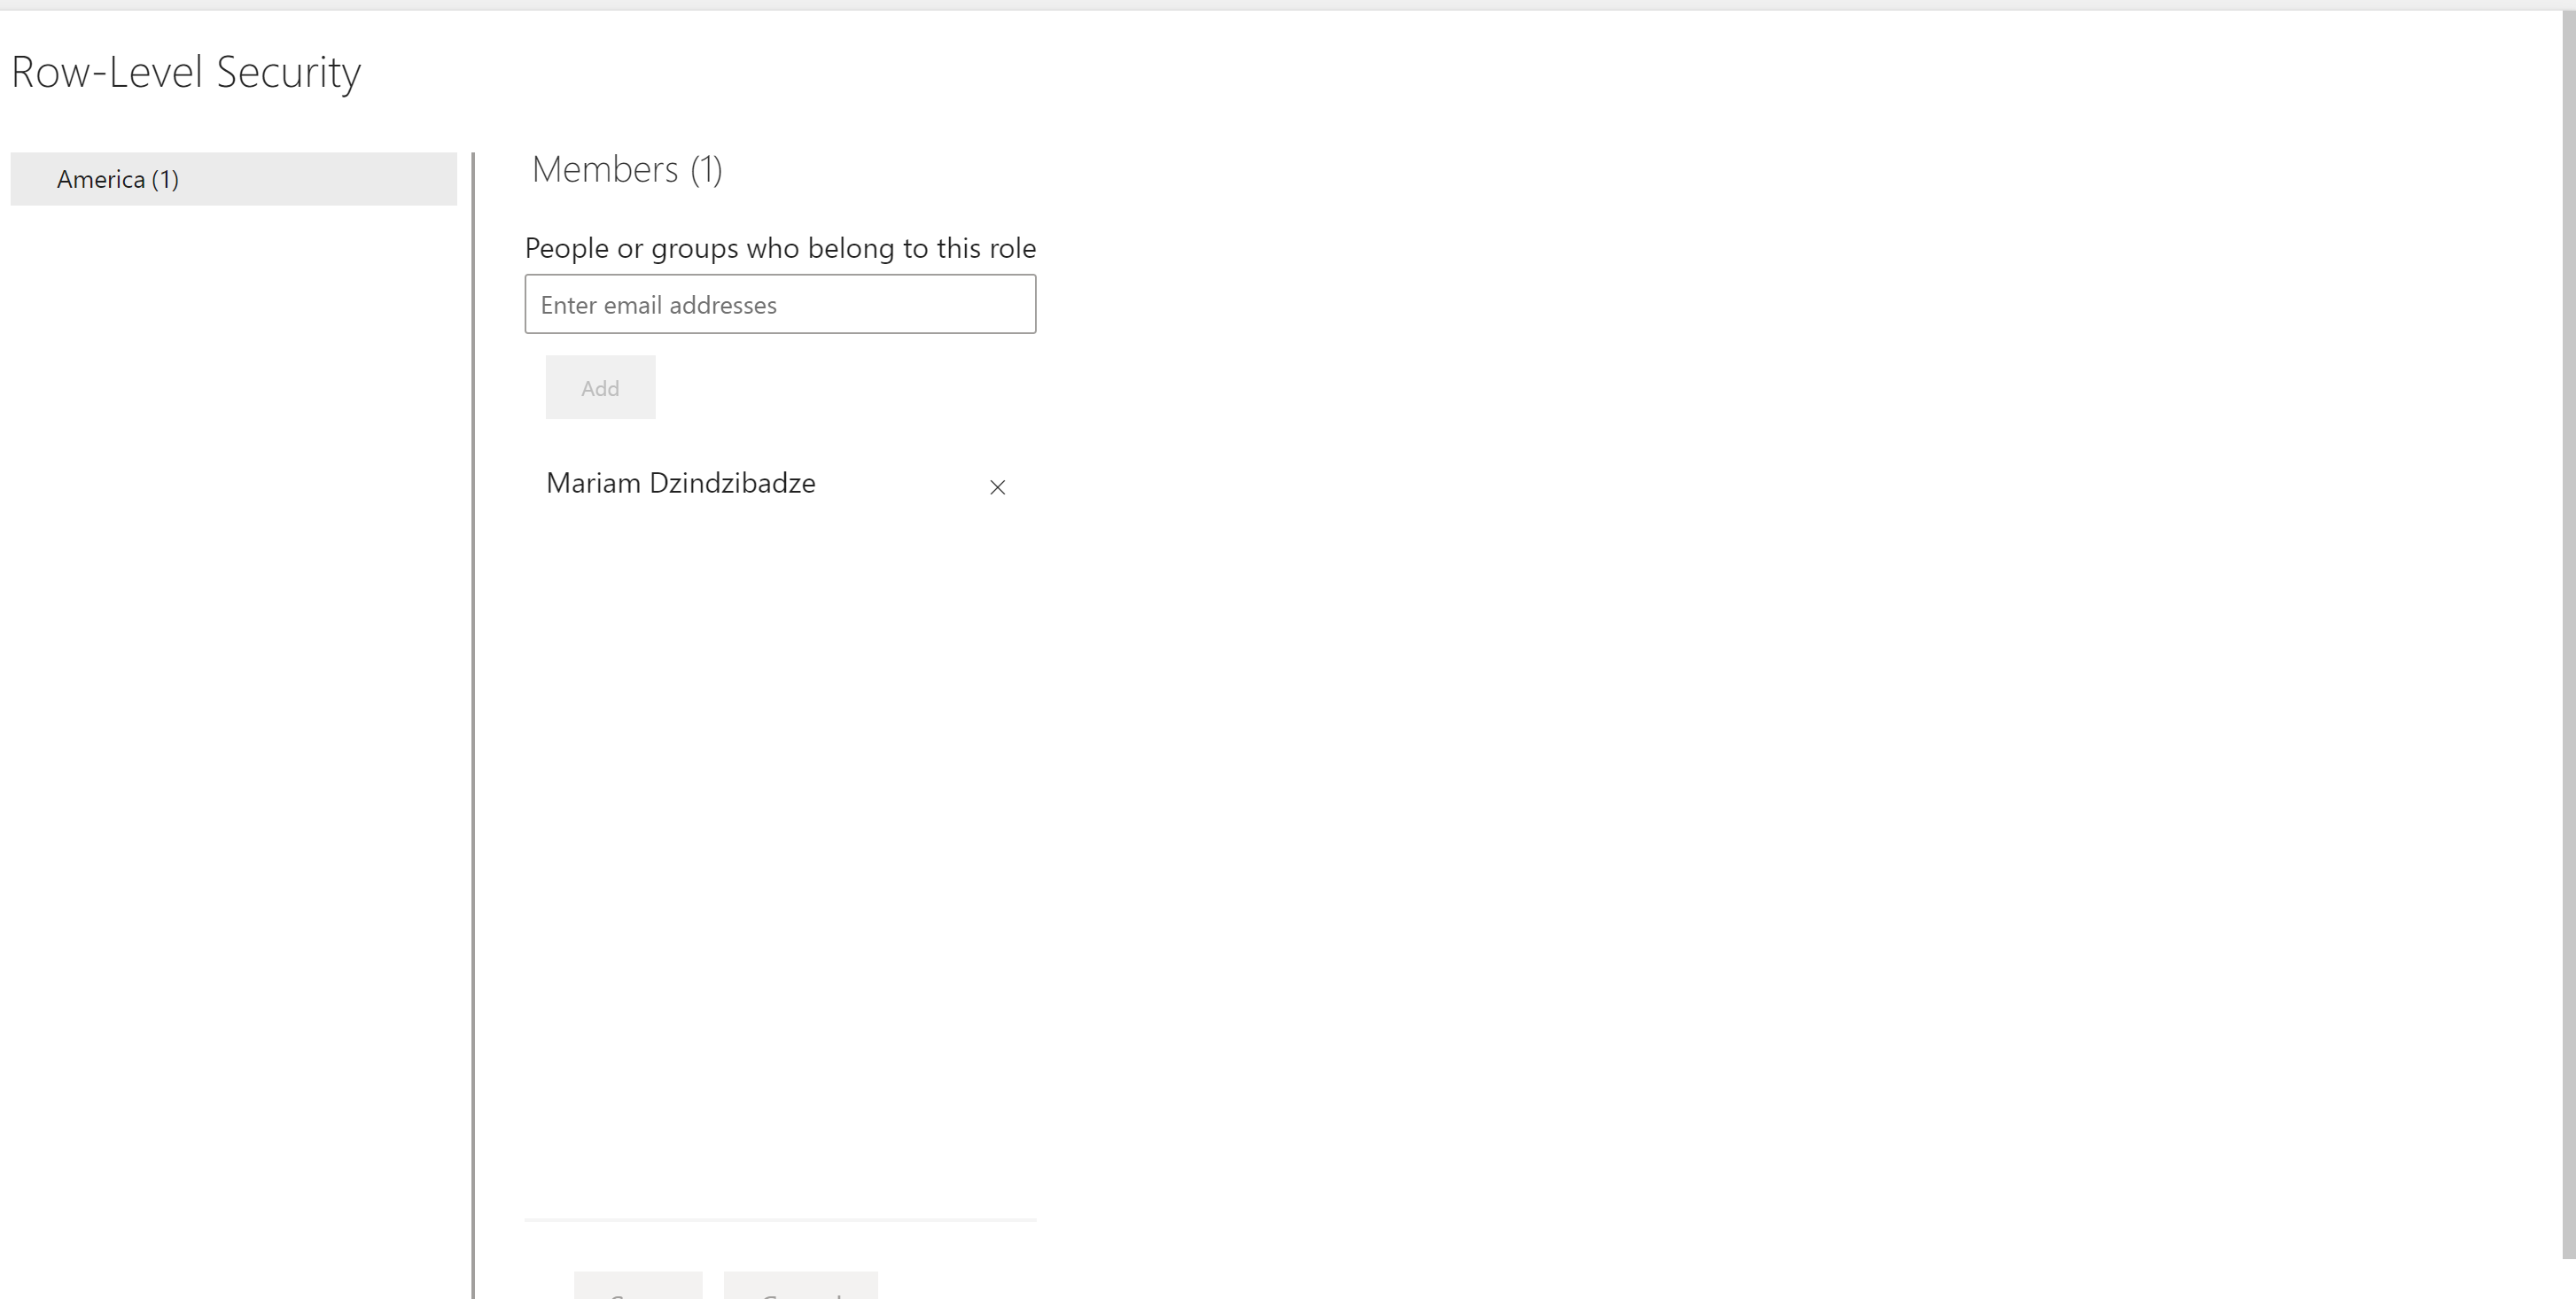 Row-Level Security
America (1)
Members (1)
People or groups who belong to this role
Enter email addresses
Add
Mariam Dzindzibadze